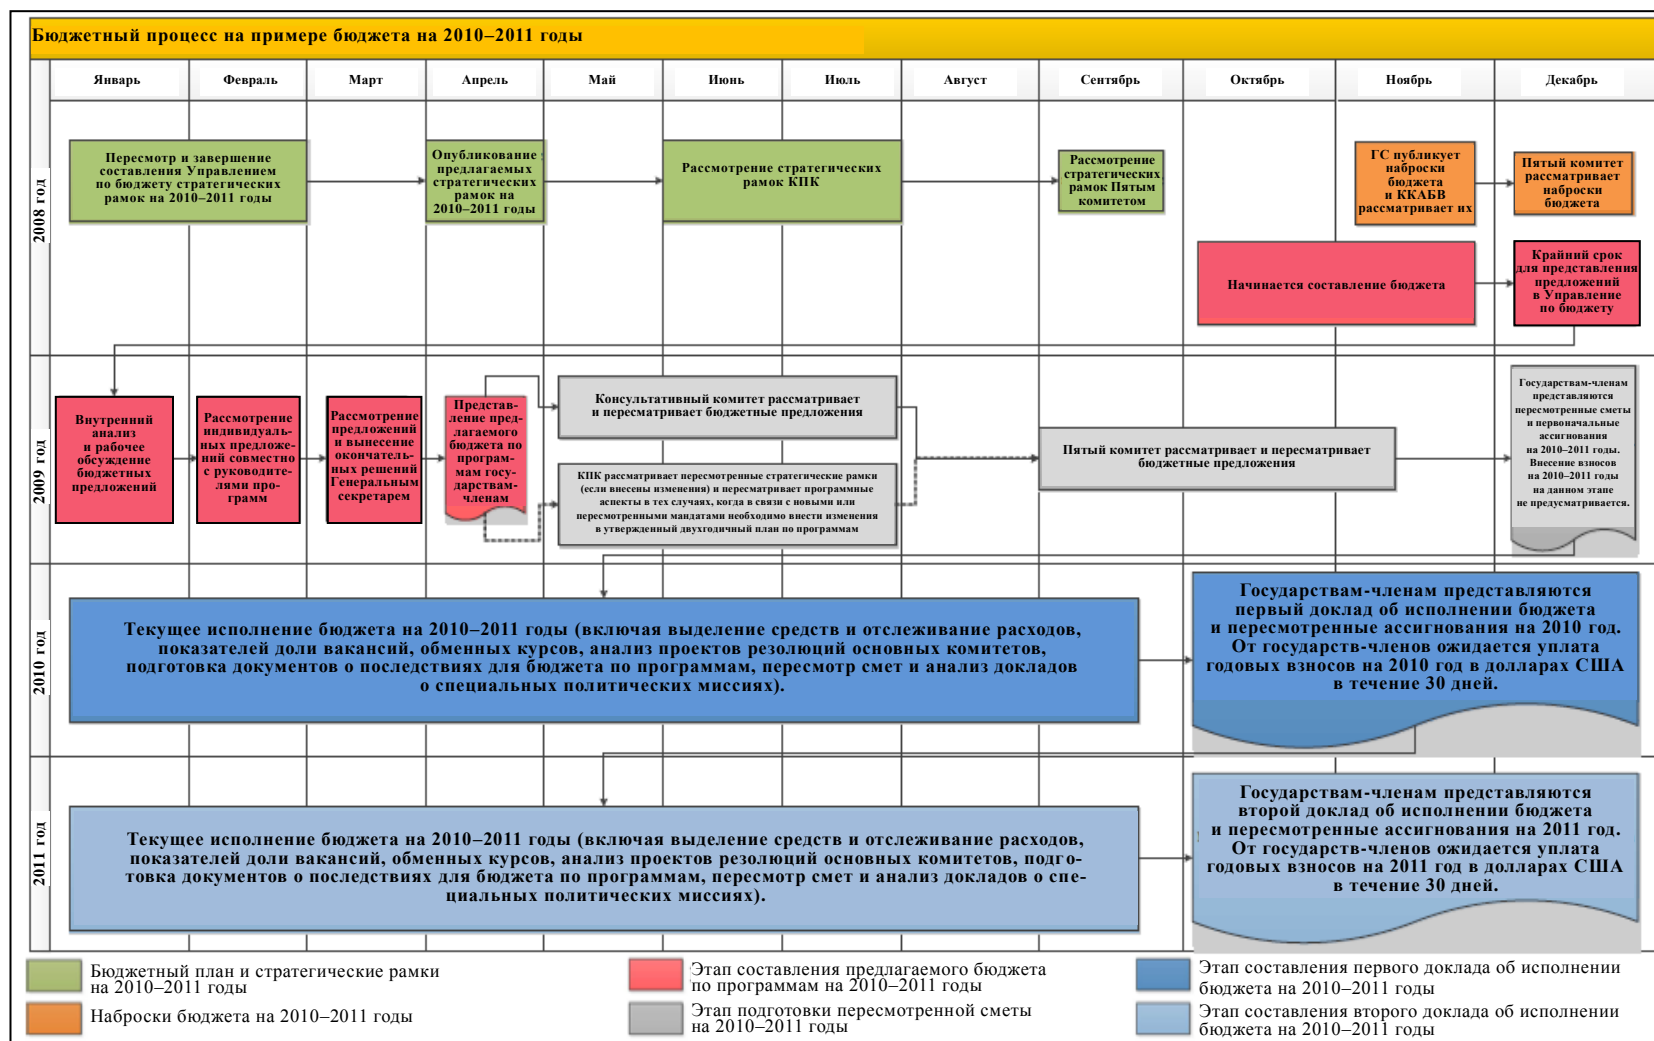 Бюджетный процесс на примере бюджета на 2010–2011 годы
Январь
Февраль
Март
Апрель
Май
Июнь
Июль
Август
Сентябрь
Октябрь
Ноябрь
Декабрь
2008 год
Пересмотр и завершение
составления Управлением
по бюджету стратегических
рамок на 2010–2011 годы
Опубликование
предлагаемых
стратегических
рамок на
2010–2011 годы
Рассмотрение стратегических
рамок КПК
Рассмотрение
стратегических
рамок Пятым
комитетом
ГС публикует
наброски
бюджета
и ККАБВ
рассматривает их
Пятый комитет
рассматривает
наброски
бюджета
Начинается составление бюджета
Крайний срок
для представления
предложений
в Управление
по бюджету
2009 год
Внутренний
анализ
и рабочее
обсуждение
бюджетных
предложений
Рассмотрение
индивидуаль-
ных предложе-
ний совместно
с руководите-
лями про-
грамм
Рассмотрение
предложений
и вынесение
окончатель-
ных решений
Генеральным
секретарем
Представ-
ление пред-
лагаемого
бюджета по
програм-
мам госу-
дарствам-
членам
Консультативный комитет рассматривает
и пересматривает бюджетные предложения
КПК рассматривает пересмотренные стратегические рамки
(если внесены изменения) и пересматривает программные
аспекты в тех случаях, когда в связи с новыми или
пересмотренными мандатами необходимо внести изменения
в утвержденный двухгодичный план по программам
Пятый комитет рассматривает и пересматривает
бюджетные предложения
Государствам-членам
представляются
пересмотренные сметы
и первоначальные
ассигнования
на 2010–2011 годы.
Внесение взносов
на 2010–2011 годы
на данном этапе
не предусматривается.
2010 год
Текущее исполнение бюджета на 2010–2011 годы (включая выделение средств и отслеживание расходов,
показателей доли вакансий, обменных курсов, анализ проектов резолюций основных комитетов,
подготовка документов о последствиях для бюджета по программам, пересмотр смет и анализ докладов
о специальных политических миссиях).
Государствам-членам представляются
первый доклад об исполнении бюджета
и пересмотренные ассигнования на 2010 год.
От государств-членов ожидается уплата
годовых взносов на 2010 год в долларах США
в течение 30 дней.
2011 год
Текущее исполнение бюджета на 2010–2011 годы (включая выделение средств и отслеживание расходов,
показателей доли вакансий, обменных курсов, анализ проектов резолюций основных комитетов, подго-
товка документов о последствиях для бюджета по программам, пересмотр смет и анализ докладов о спе-
циальных политических миссиях).
Государствам-членам представляются
второй доклад об исполнении бюджета
и пересмотренные ассигнования на 2011 год.
От государств-членов ожидается уплата
годовых взносов на 2011 год в долларах США
в течение 30 дней.
Бюджетный план и стратегические рамки
на 2010–2011 годы
Наброски бюджета на 2010–2011 годы
Этап составления предлагаемого бюджета
по программам на 2010–2011 годы
Этап подготовки пересмотренной сметы
на 2010–2011 годы
Этап составления первого доклада об исполнении
бюджета на 2010–2011 годы
Этап составления второго доклада об исполнении
бюджета на 2010–2011 годы